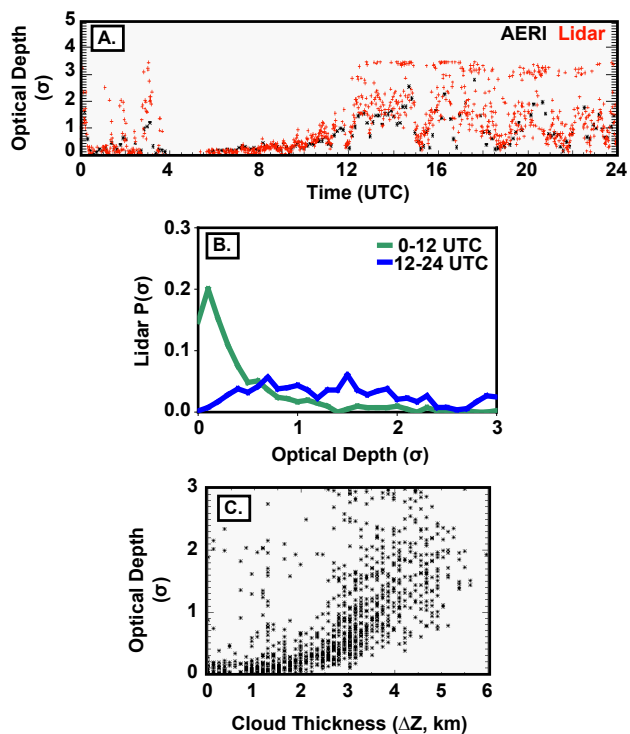 A.
AERI Lidar
5
4
3
2
1
0
Optical Depth
(σ)
0 4 8 12 16 20 24
Time (UTC)
B.
0-12 UTC
12-24 UTC
0.3
0.2
0.1
0.0
Lidar P(σ)
0 1 2 3
Optical Depth (σ)
C.
3
2
1
0
Optical Depth
(σ)
0 1 2 3 4 5 6
Cloud Thickness (ΔZ, km)